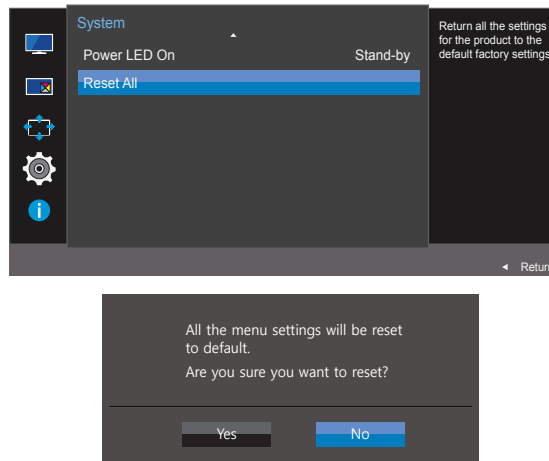 System
Return all the settings
for the product to the
default factory settings
Power LED On Stand-by
Reset All
Return
All the menu settings will be reset
to default.
Are you sure you want to reset?
Yes No